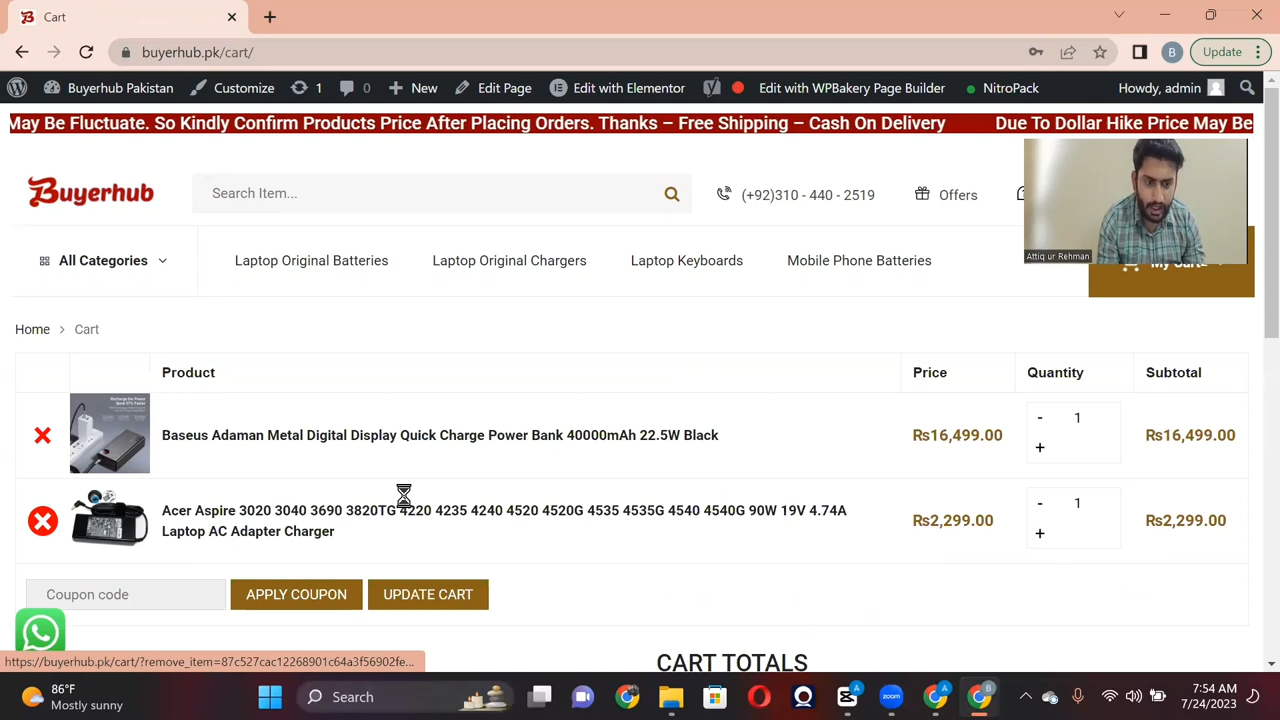 Cart
buyerhub.pk/cart/
B
Update
Buyerhub Pakistan
Customize
1
0
New
Edit Page
Edit with Elementor
Edit with WPBakery Page Builder
NitroPack
Howdy, admin
May Be Fluctuate. So Kindly Confirm Products Price After Placing Orders. Thanks – Free Shipping – Cash On Delivery
Due To Dollar Hike Price May Be
Buyerhub
Search Item...
(+92)310 - 440 - 2519
Offers
Attiq ur Rehman
All Categories
Laptop Original Batteries
Laptop Original Chargers
Laptop Keyboards
Mobile Phone Batteries
Home > Cart
Product
Price
Quantity
Subtotal
Baseus Adaman Metal Digital Display Quick Charge Power Bank 40000mAh 22.5W Black
₨16,499.00
- 1
+
₨16,499.00
Acer Aspire 3020 3040 3690 3820TG 4220 4235 4240 4520 4520G 4535 4535G 4540 4540G 90W 19V 4.74A
Laptop AC Adapter Charger
₨2,299.00
- 1
+
₨2,299.00
Coupon code
APPLY COUPON
UPDATE CART
CART TOTALS
https://buyerhub.pk/cart/?remove_item=87c527cac12268901c64a3f56902fe...
86°F
Mostly sunny
Search
zoom
7:54 AM
7/24/2023